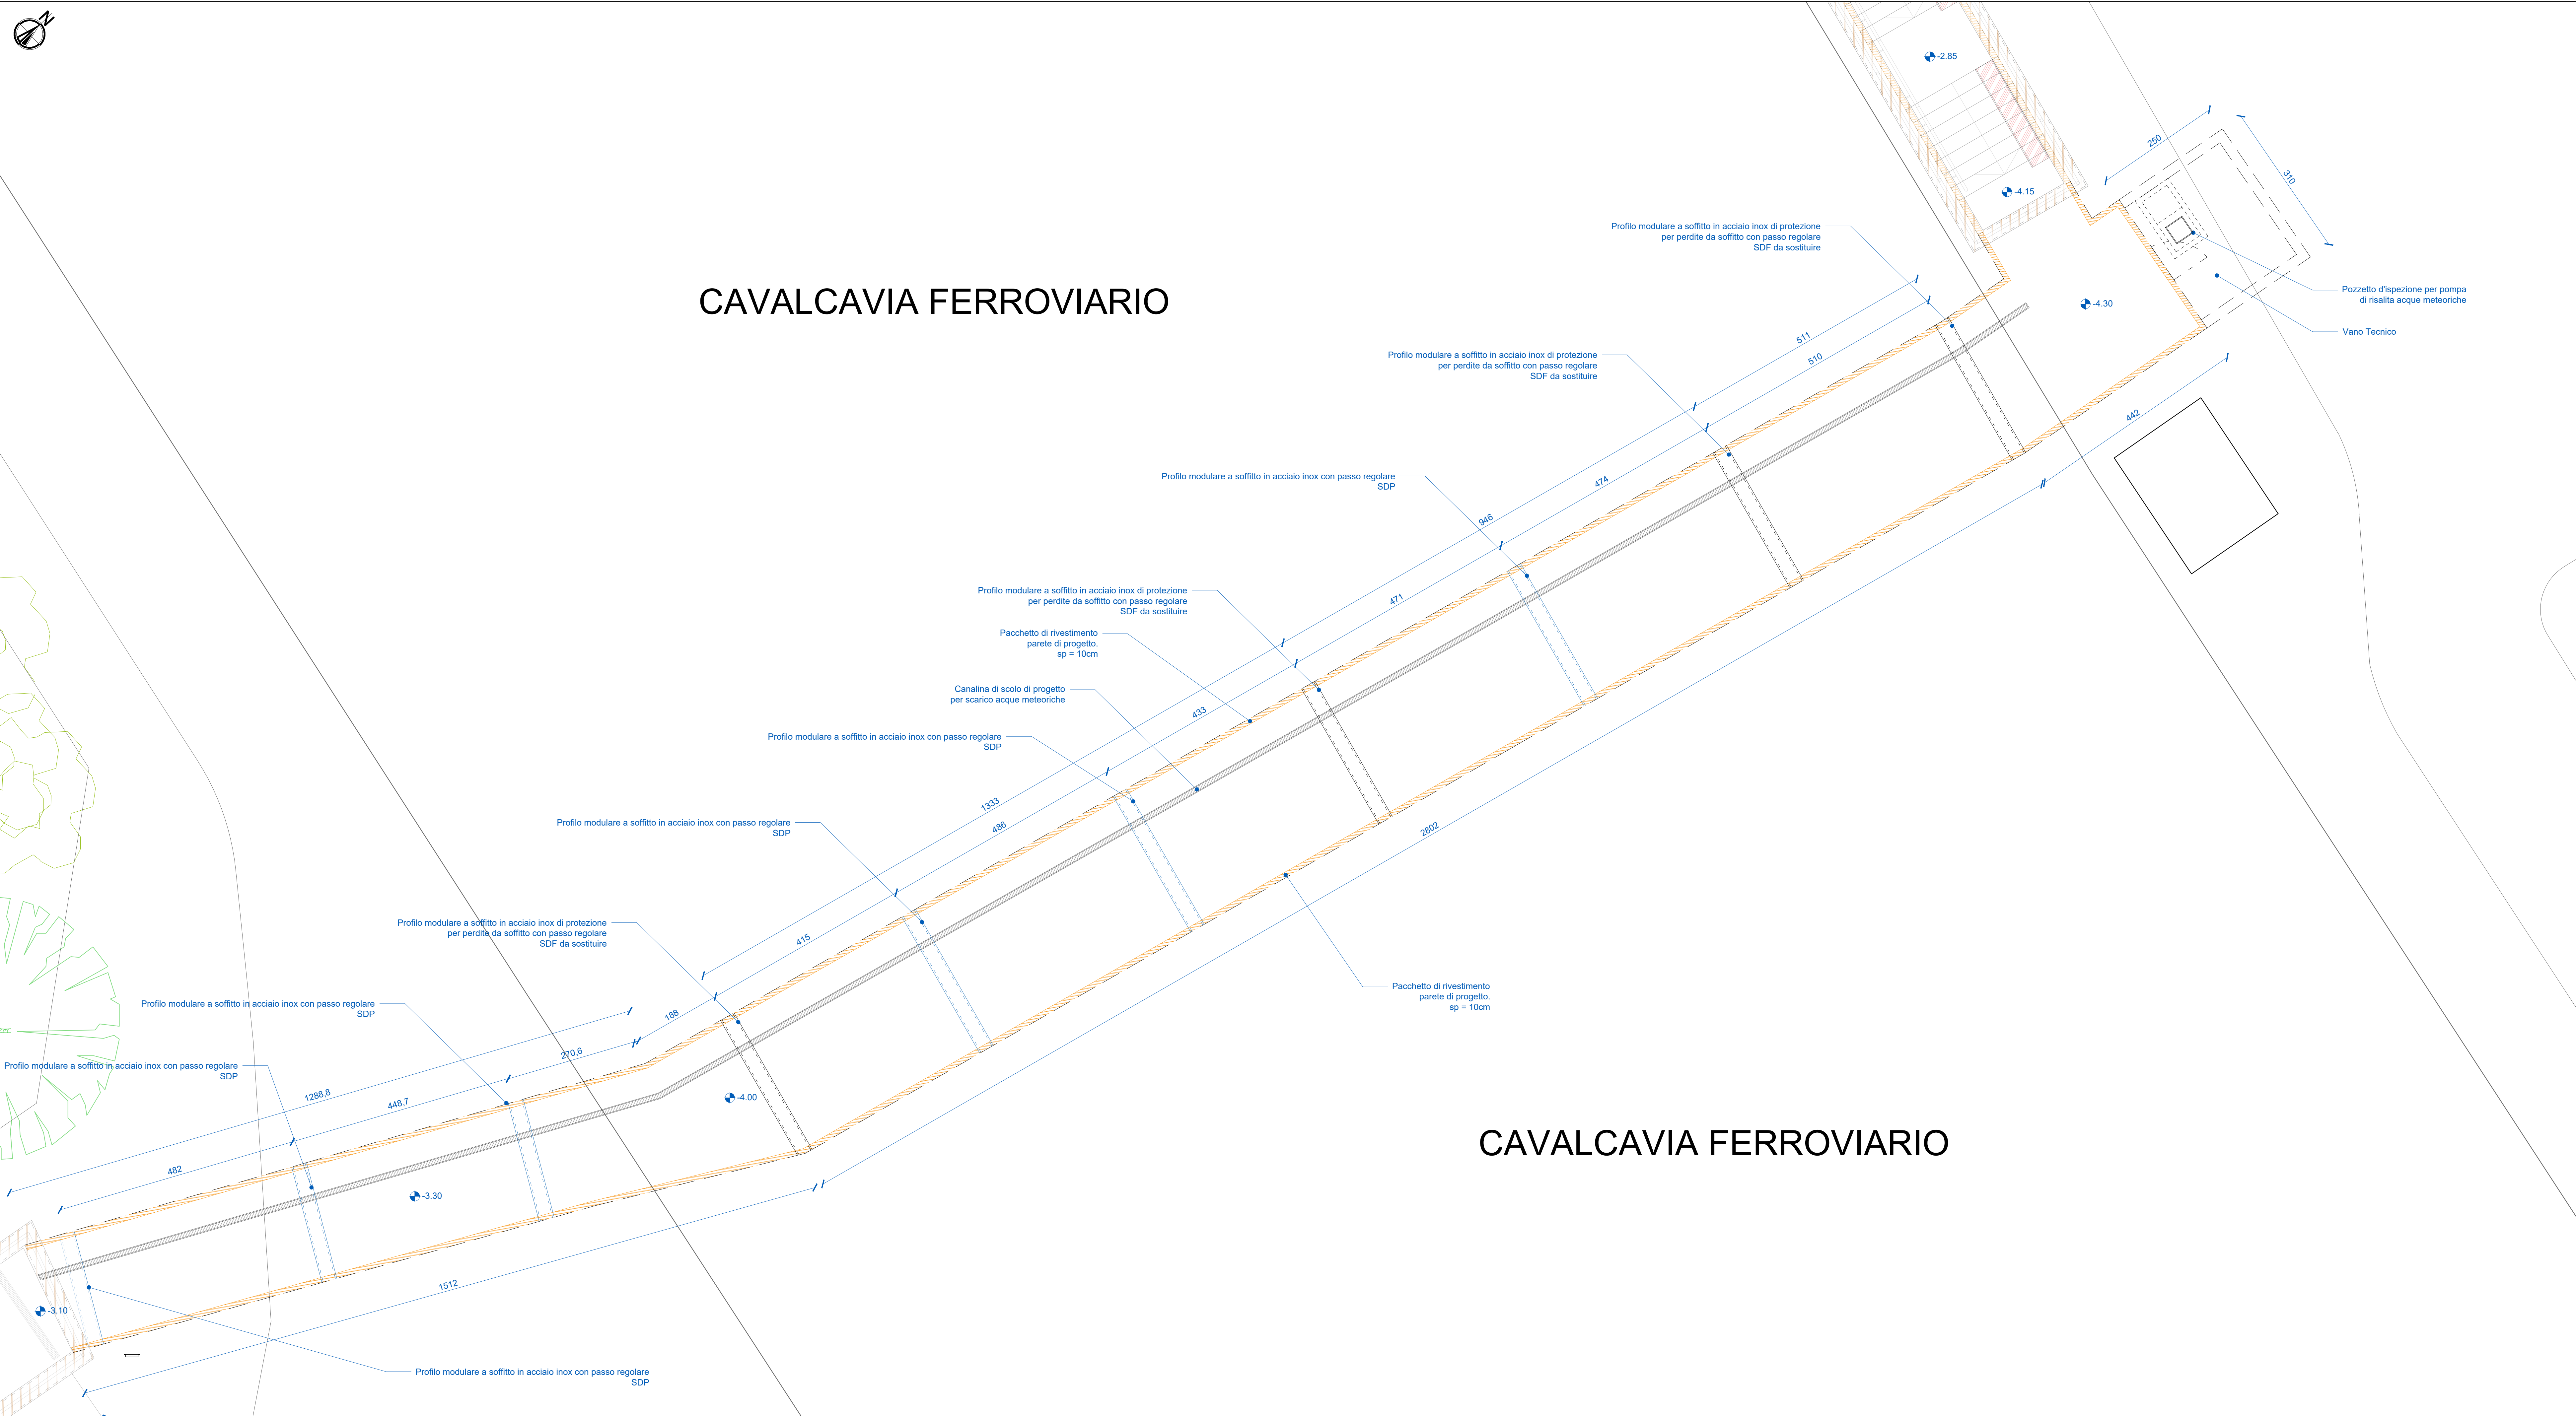 N
-2.85
250
310
-4.15
Profilo modulare a soffitto in acciaio inox di protezione
per perdite da soffitto con passo regolare
SDF da sostituire
CAVALCAVIA FERROVIARIO
-4.30
Pozzetto d'ispezione per pompa
di risalita acque meteoriche
Vano Tecnico
511
510
Profilo modulare a soffitto in acciaio inox di protezione
per perdite da soffitto con passo regolare
SDF da sostituire
442
Profilo modulare a soffitto in acciaio inox con passo regolare
SDP
474
946
Profilo modulare a soffitto in acciaio inox di protezione
per perdite da soffitto con passo regolare
SDF da sostituire
471
Pacchetto di rivestimento
parete di progetto.
sp = 10cm
Canalina di scolo di progetto
per scarico acque meteoriche
433
Profilo modulare a soffitto in acciaio inox con passo regolare
SDP
1333
486
2802
Profilo modulare a soffitto in acciaio inox con passo regolare
SDP
415
Profilo modulare a soffitto in acciaio inox di protezione
per perdite da soffitto con passo regolare
SDF da sostituire
Pacchetto di rivestimento
parete di progetto.
sp = 10cm
Profilo modulare a soffitto in acciaio inox con passo regolare
SDP
188
270,6
Profilo modulare a soffitto in acciaio inox con passo regolare
SDP
1288,8
448,7
-4.00
CAVALCAVIA FERROVIARIO
482
-3.30
1512
-3.10
Profilo modulare a soffitto in acciaio inox con passo regolare
SDP